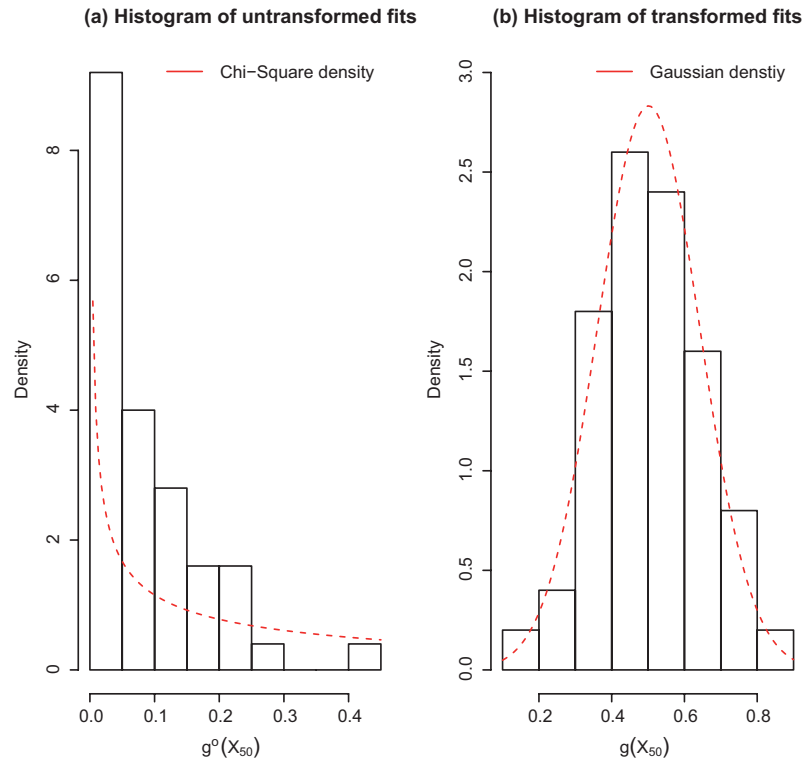 (a) Histogram of untransformed fits
Chi−Square density
Density
0
2
4
6
8
0.0 0.1 0.2 0.3 0.4
g⁰(X₅₀)
(b) Histogram of transformed fits
Gaussian denstiy
Density
0.0
0.5
1.0
1.5
2.0
2.5
3.0
0.2 0.4 0.6 0.8
g(X₅₀)